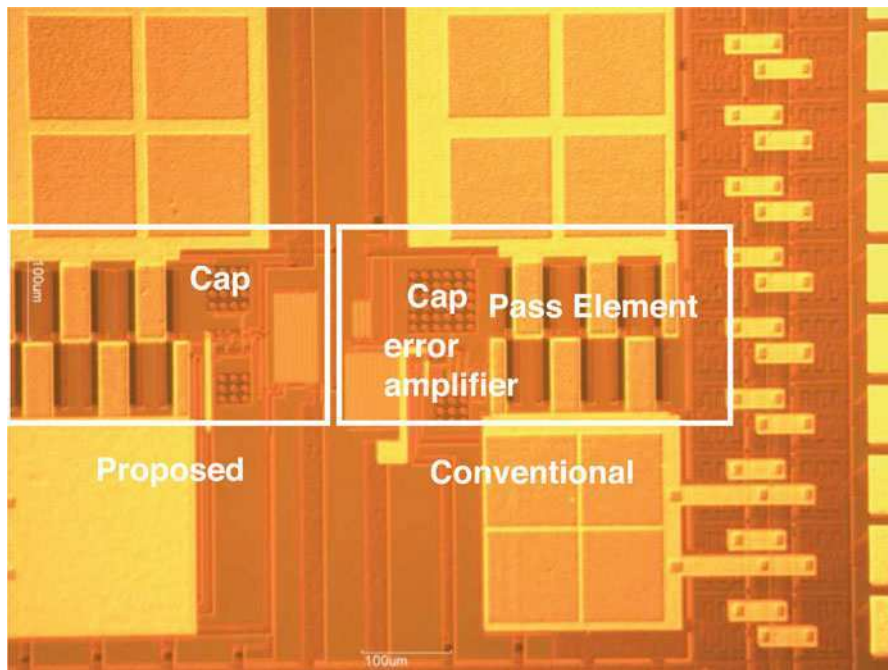 100um
Cap
Cap
Pass Element
error
amplifier
Proposed
Conventional
100um